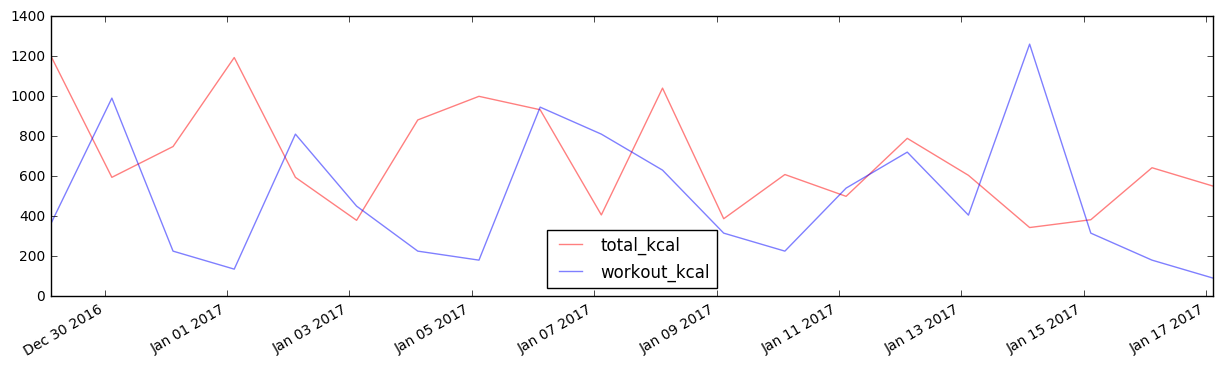 1400
1200
1000
800
600
400
200
0
total_kcal
workout_kcal
Dec 30 2016
Jan 01 2017
Jan 03 2017
Jan 05 2017
Jan 07 2017
Jan 09 2017
Jan 11 2017
Jan 13 2017
Jan 15 2017
Jan 17 2017